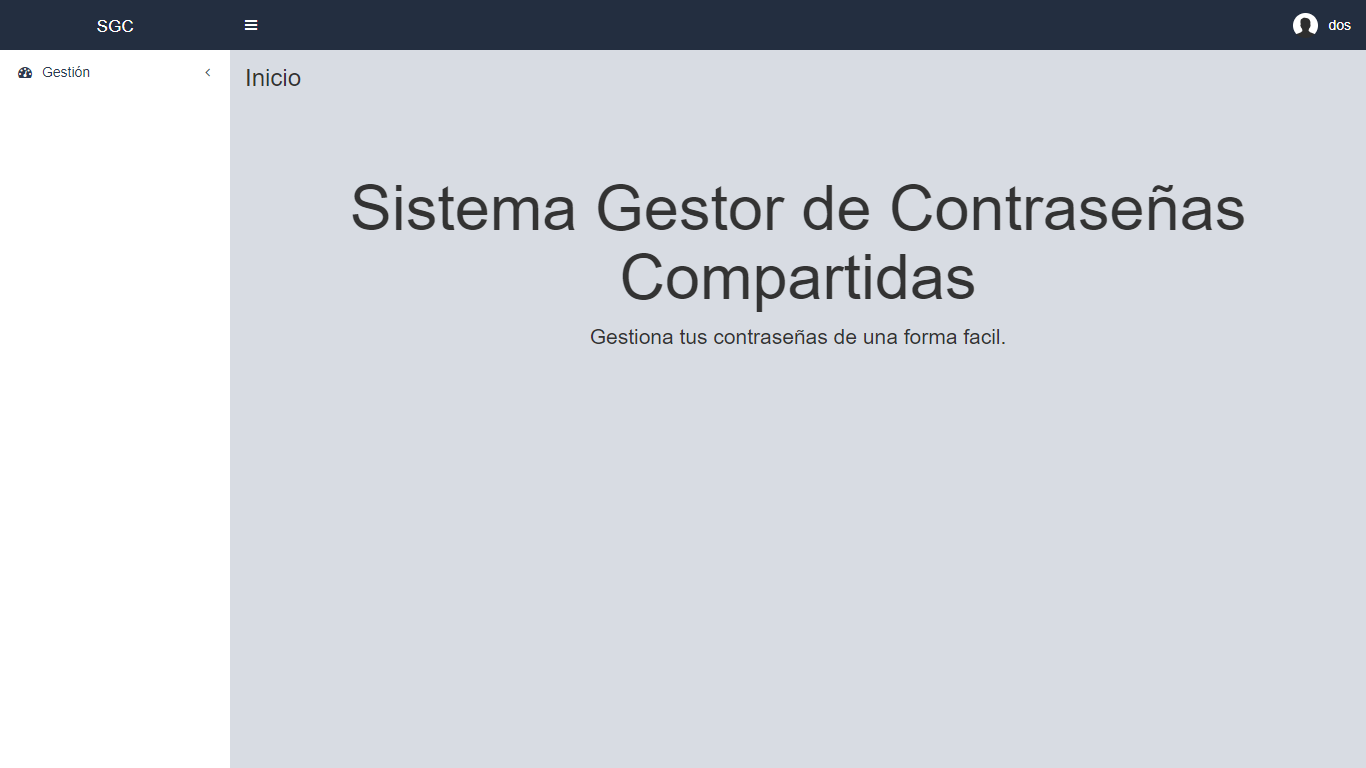 SGC
dos
Gestión
Inicio
Sistema Gestor de Contraseñas
Compartidas
Gestiona tus contraseñas de una forma facil.